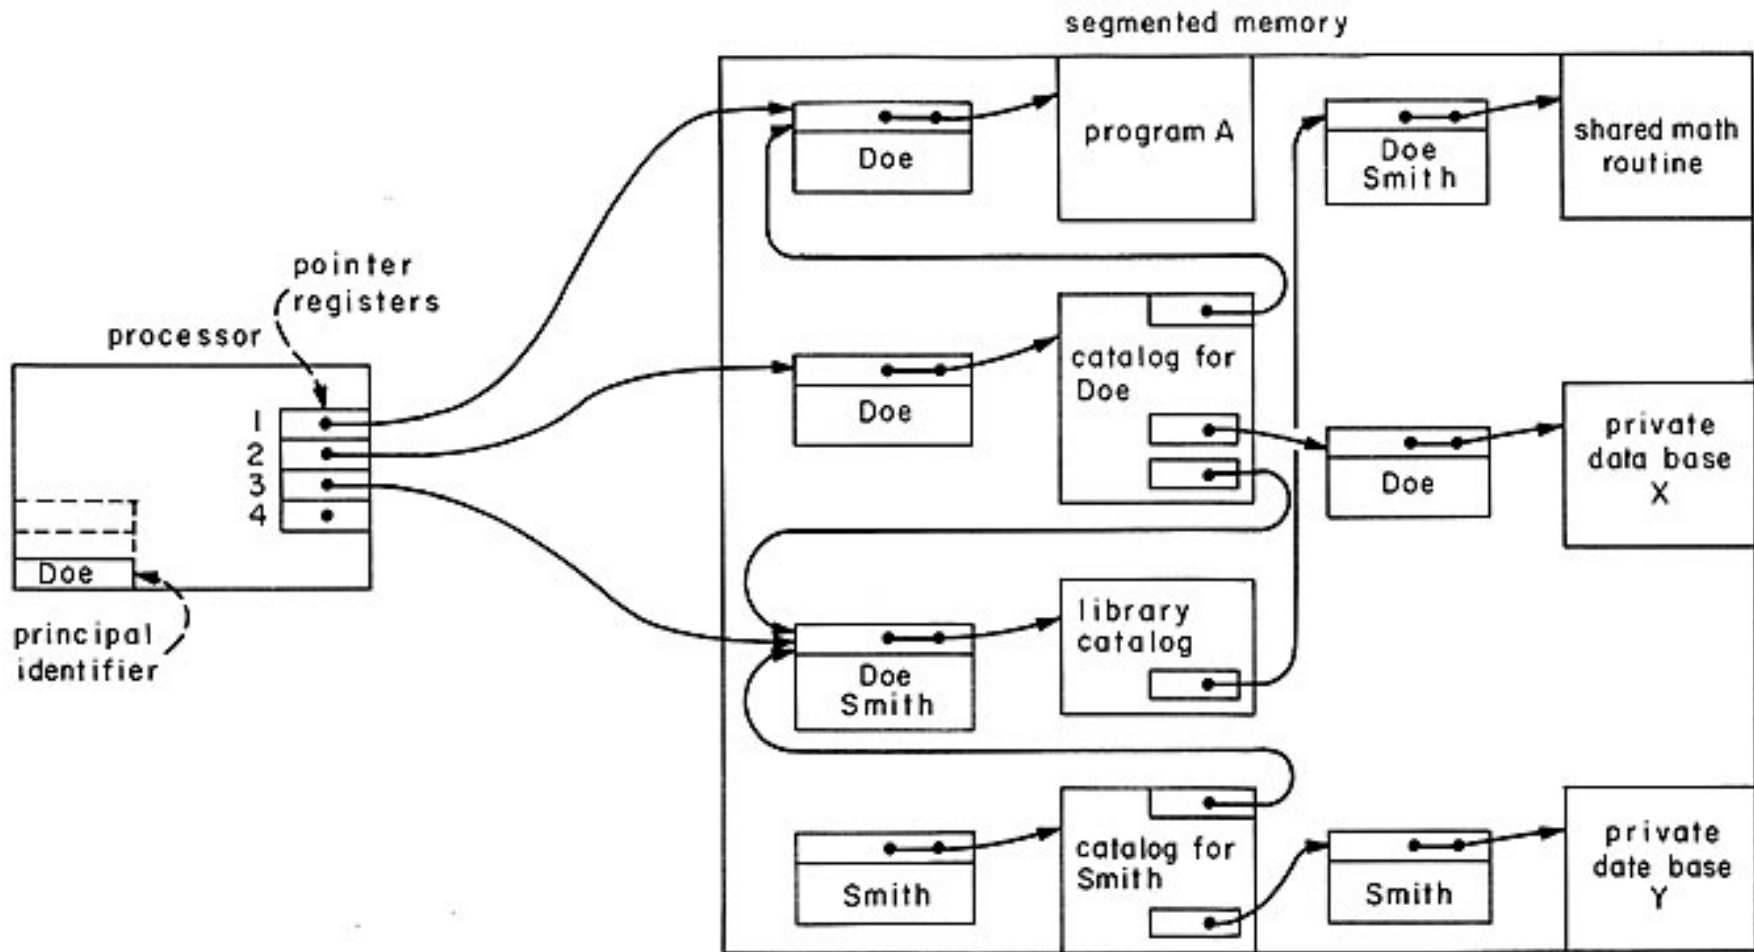 segmented memory
program A
Doe
Doe
Smith
shared math
routine
pointer
registers
processor
1
2
3
4
Doe
principal
identifier
Doe
catalog for
Doe
Doe
private
data base
X
Doe
Smith
library
catalog
Smith
catalog for
Smith
Smith
private
date base
Y